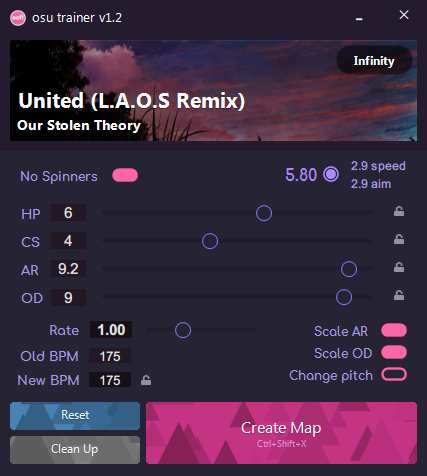 osu! osu trainer v1.2
Infinity
United (L.A.O.S Remix)
Our Stolen Theory
No Spinners 5.80 2.9 speed
2.9 aim
HP 6
CS 4
AR 9.2
OD 9
Rate 1.00 Scale AR
Old BPM 175 Scale OD
New BPM 175 Change pitch
Reset
Clean Up
Create Map
Ctrl+Shift+X